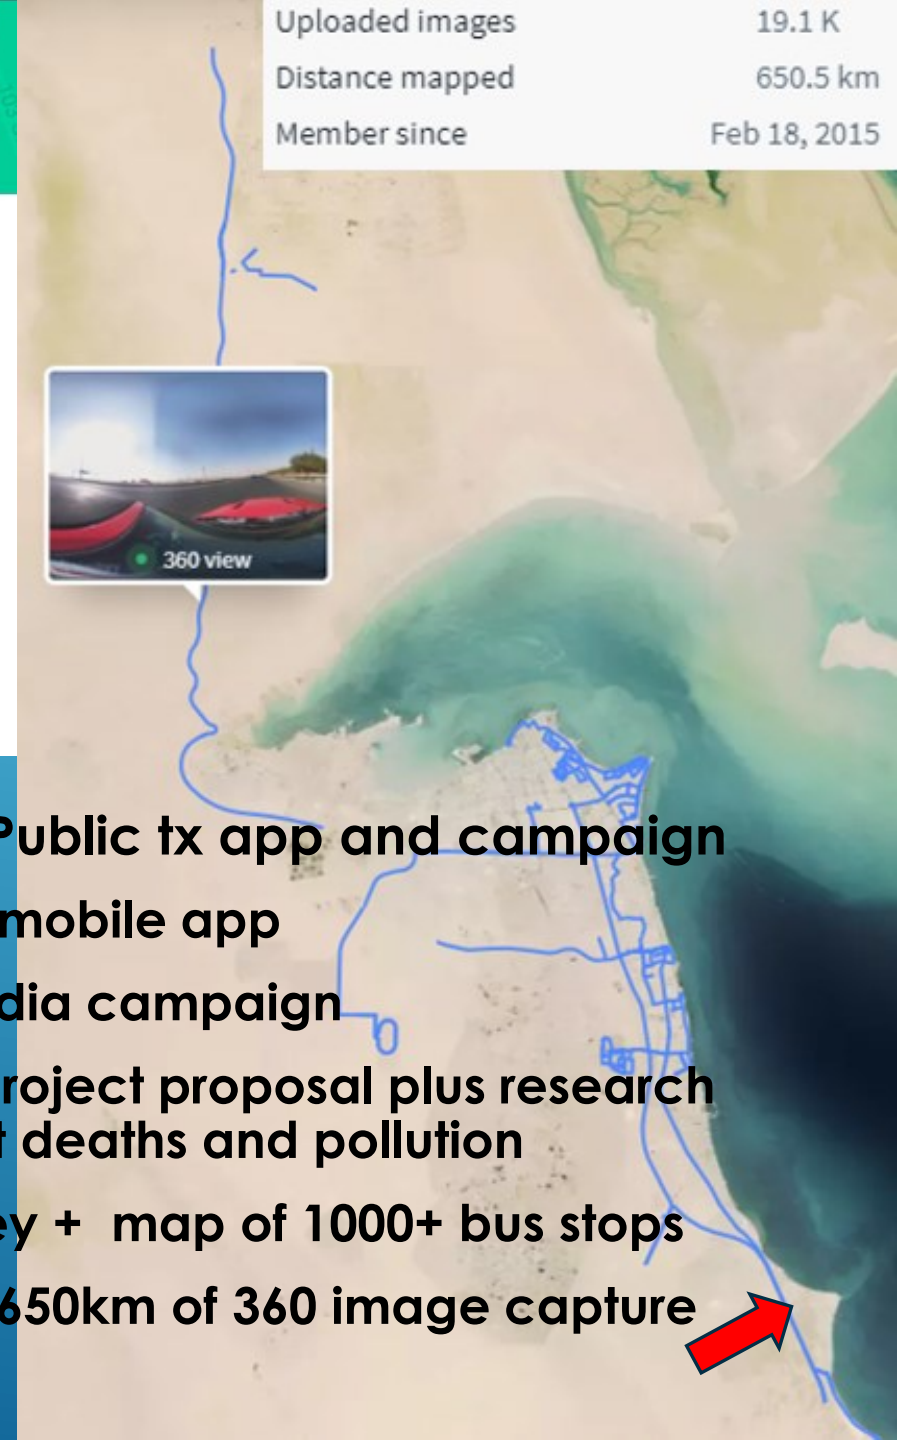 Uploaded images 19.1 K
Distance mapped 650.5 km
Member since Feb 18, 2015
360 view
Public tx app and campaign
mobile app
dia campaign
roject proposal plus research
t deaths and pollution
ey + map of 1000+ bus stops
650km of 360 image capture